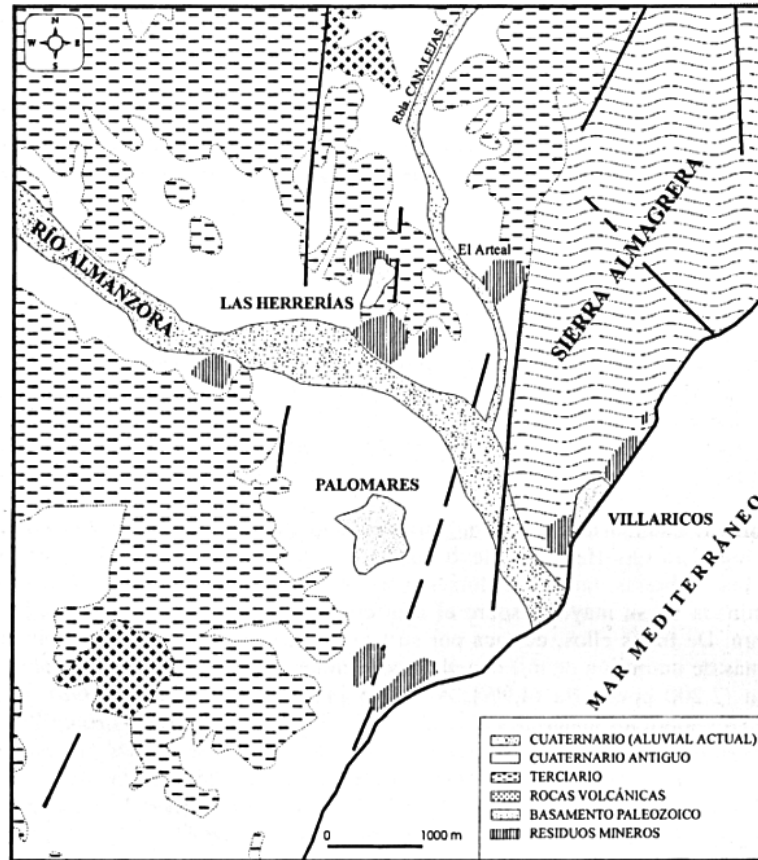 N
W E
S
Rbla. CANALEJAS
RÍO ALMANZORA
El Arteal
LAS HERRERÍAS
SIERRA ALMAGRERA
PALOMARES
VILLARICOS
MAR MEDITERRÁNEO
CUATERNARIO (ALUVIAL ACTUAL)
CUATERNARIO ANTIGUO
TERCIARIO
ROCAS VOLCÁNICAS
BASAMENTO PALEOZOICO
RESIDUOS MINEROS
0 1000 m